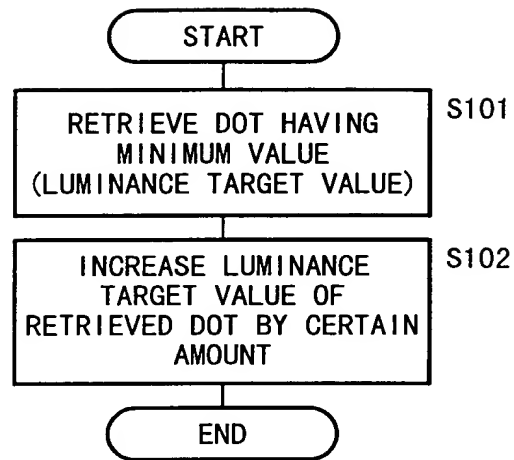 START
S101
RETRIEVE DOT HAVING
MINIMUM VALUE
(LUMINANCE TARGET VALUE)
S102
INCREASE LUMINANCE
TARGET VALUE OF
RETRIEVED DOT BY CERTAIN
AMOUNT
END